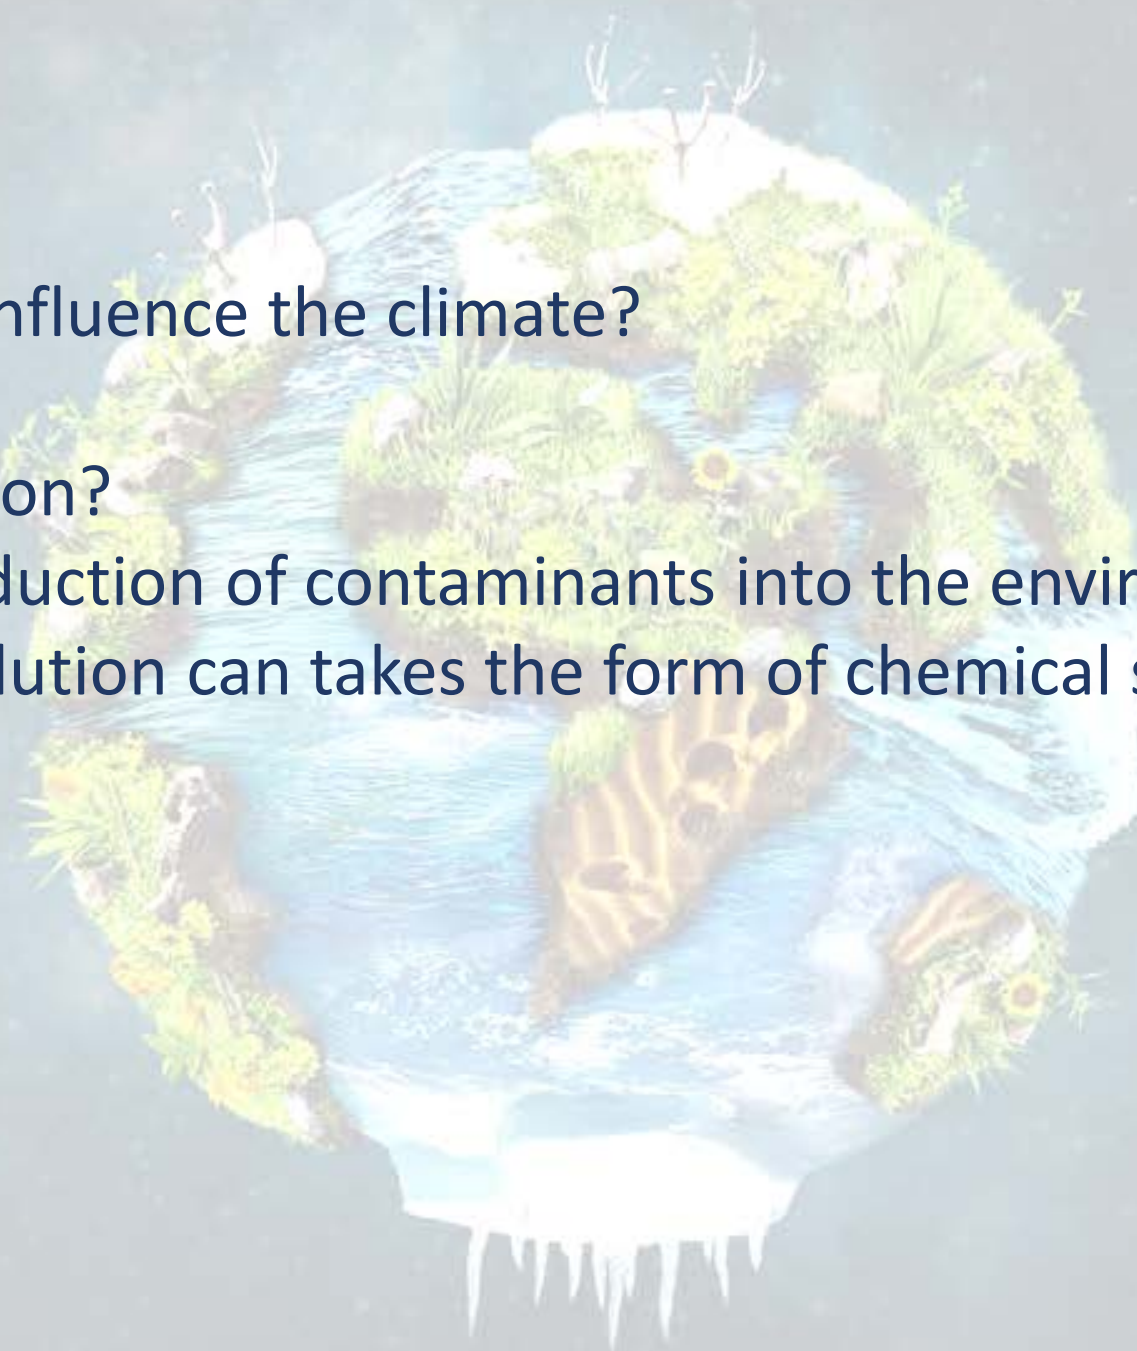 nfluence the climate?
on?
duction of contaminants into the envir
lution can takes the form of chemical s